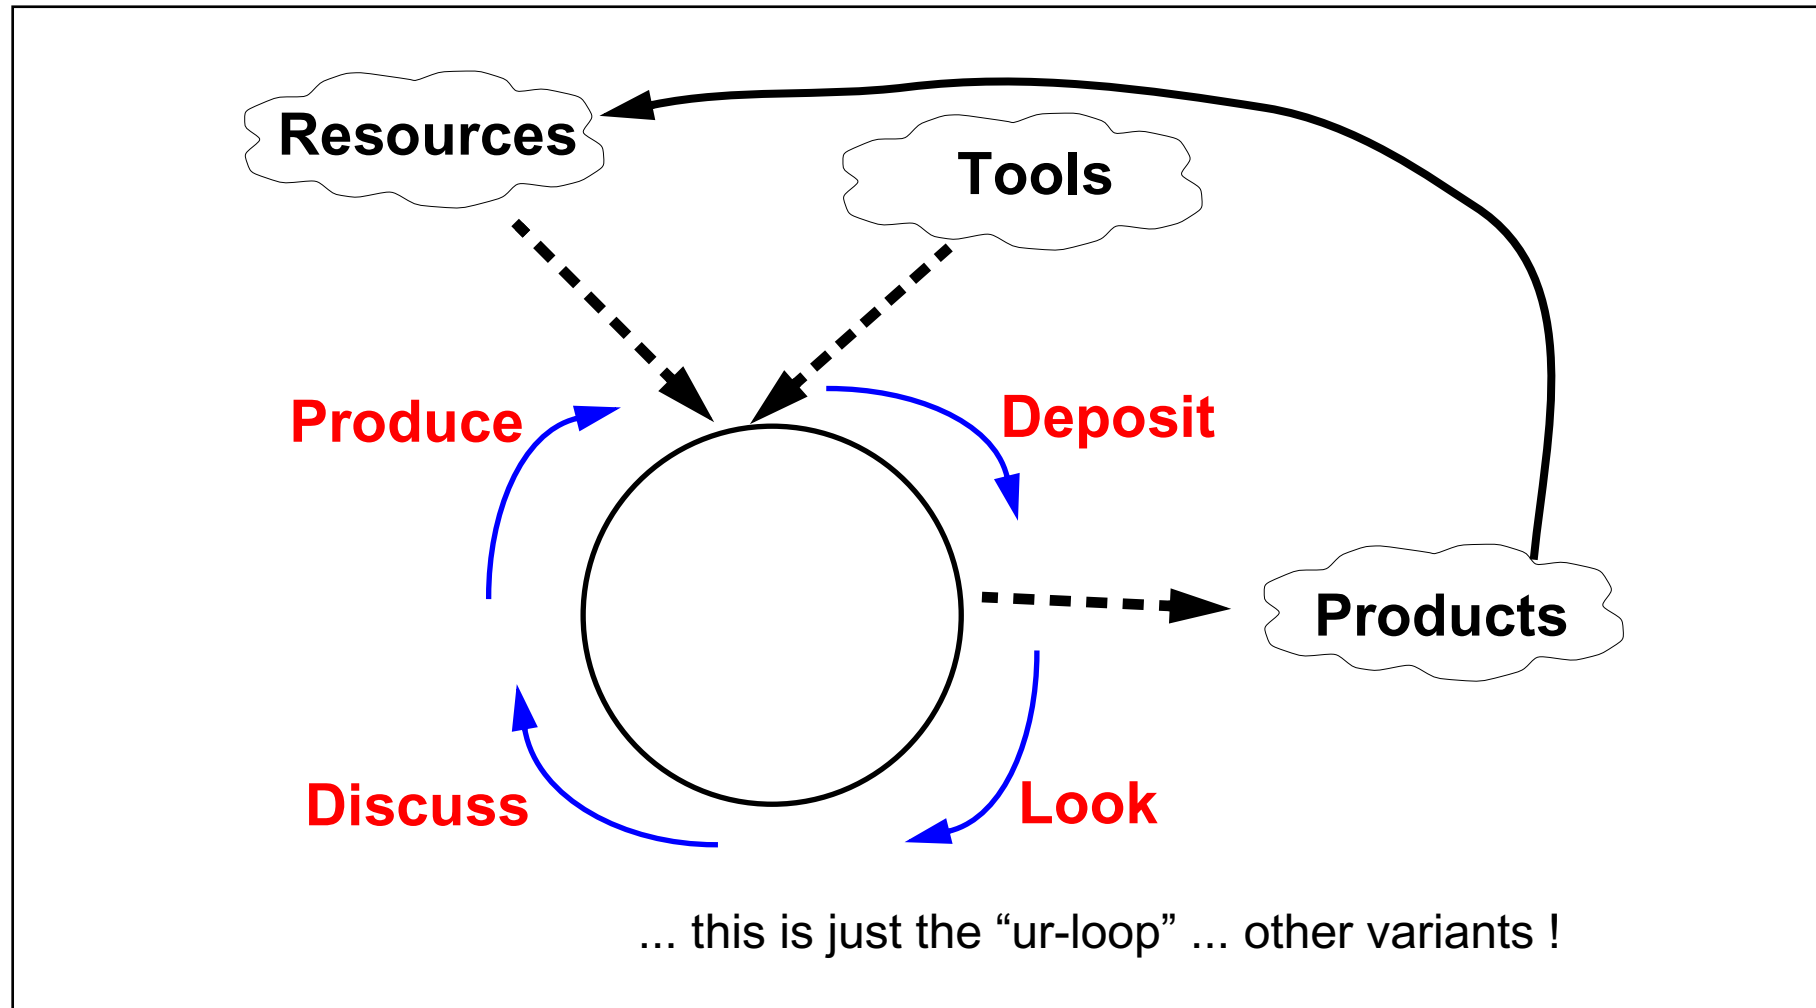 Resources
Tools
Produce
Deposit
Products
Discuss
Look
... this is just the “ur-loop” ... other variants !